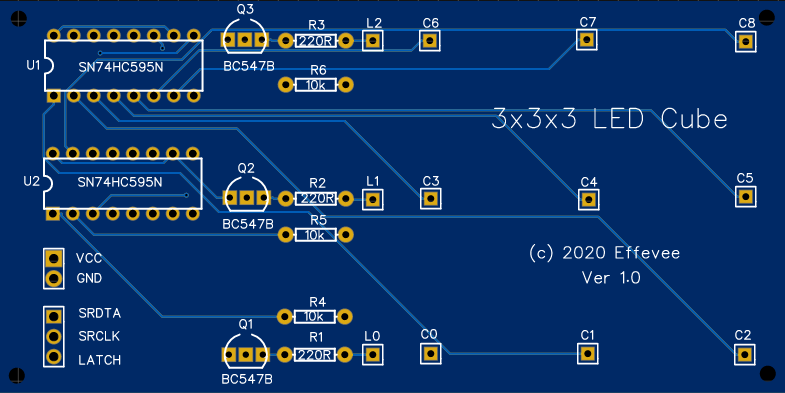 Q3
R3
L2
C6
C7
C8
220R
U1
SN74HC595N
BC547B
R6
10k
3x3x3 LED Cube
U2
SN74HC595N
Q2
R2
L1
C3
C4
C5
220R
BC547B
R5
10k
(c) 2020 Effevee
Ver 1.0
VCC
GND
SRDTA
SRCLK
LATCH
R4
10k
Q1
R1
L0
C0
C1
C2
220R
BC547B